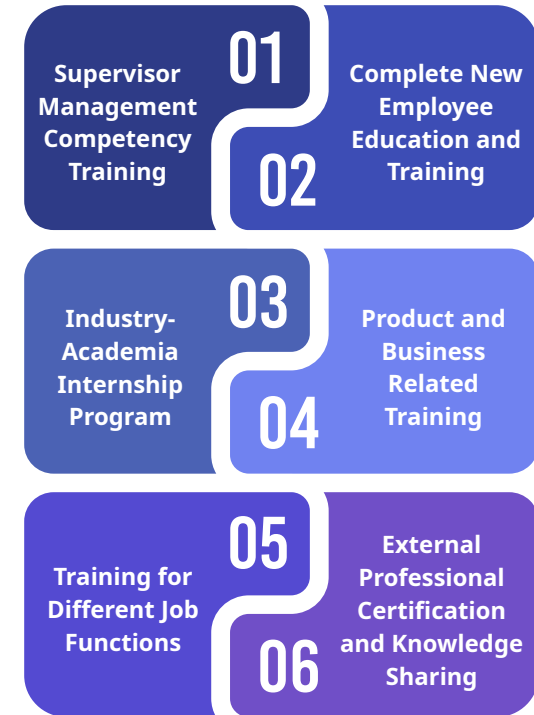 01
Supervisor
Management
Competency
Training
02
Complete New
Employee
Education and
Training
03
Industry-
Academia
Internship
Program
04
Product and
Business
Related
Training
05
Training for
Different Job
Functions
06
External
Professional
Certification
and Knowledge
Sharing